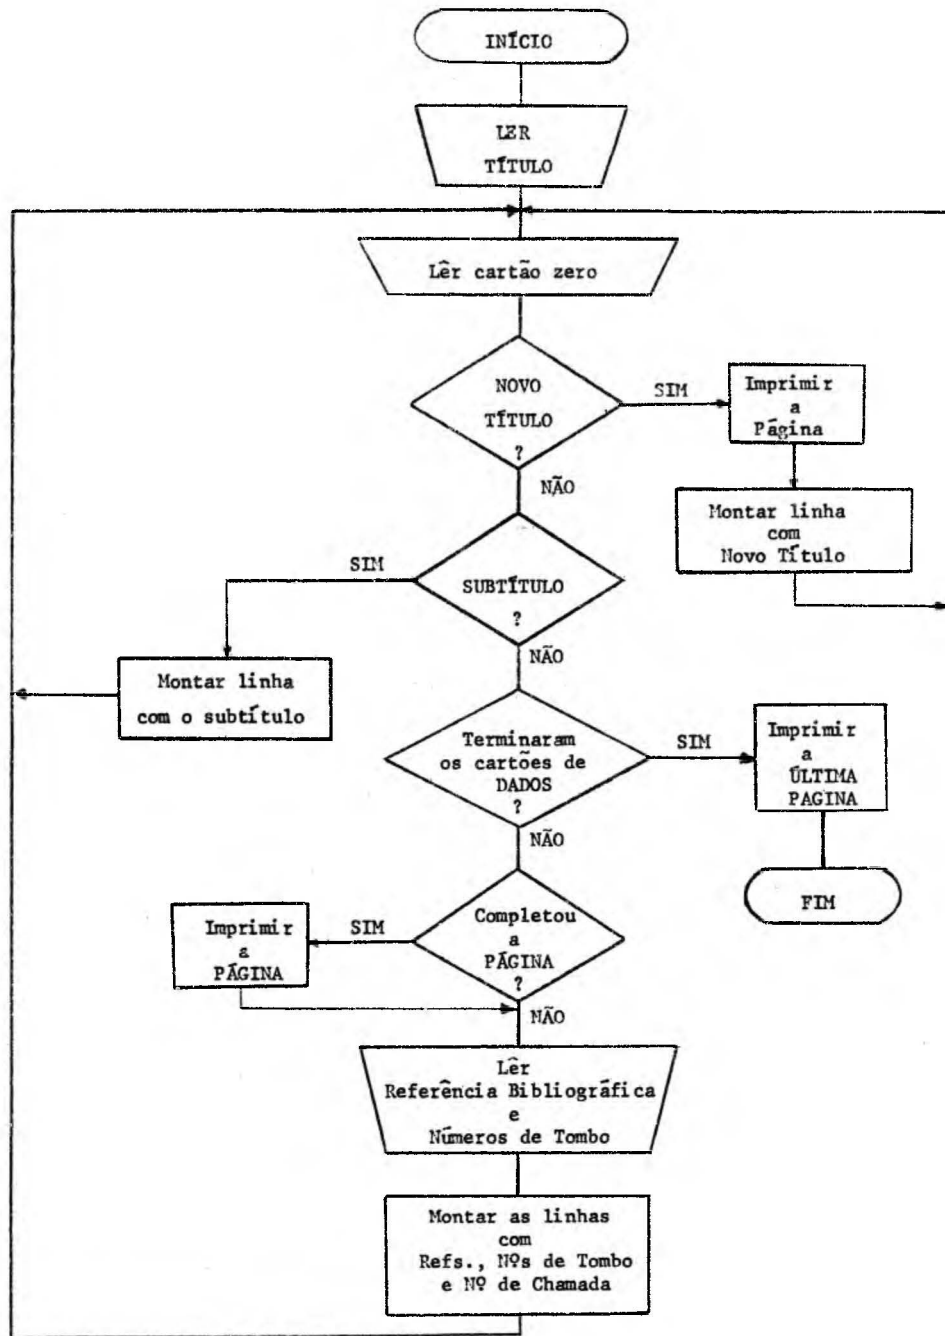 INÍCIO
LER
TÍTULO
Lêr cartão zero
NOVO
TÍTULO
?
SIM
Imprimir
a
Página
NÃO
Montar linha
com
Novo Título
SUBTÍTULO
?
SIM
Montar linha
com o subtítulo
NÃO
Terminaram
os cartões de
DADOS
?
SIM
Imprimir
a
ÚLTIMA
PAGINA
FIM
NÃO
Completou
a
PÁGINA
?
SIM
Imprimir
a
PÁGINA
NÃO
Lêr
Referência Bibliográfica
e
Números de Tombo
Montar as linhas
com
Refs., Nºs de Tombo
e Nº de Chamada